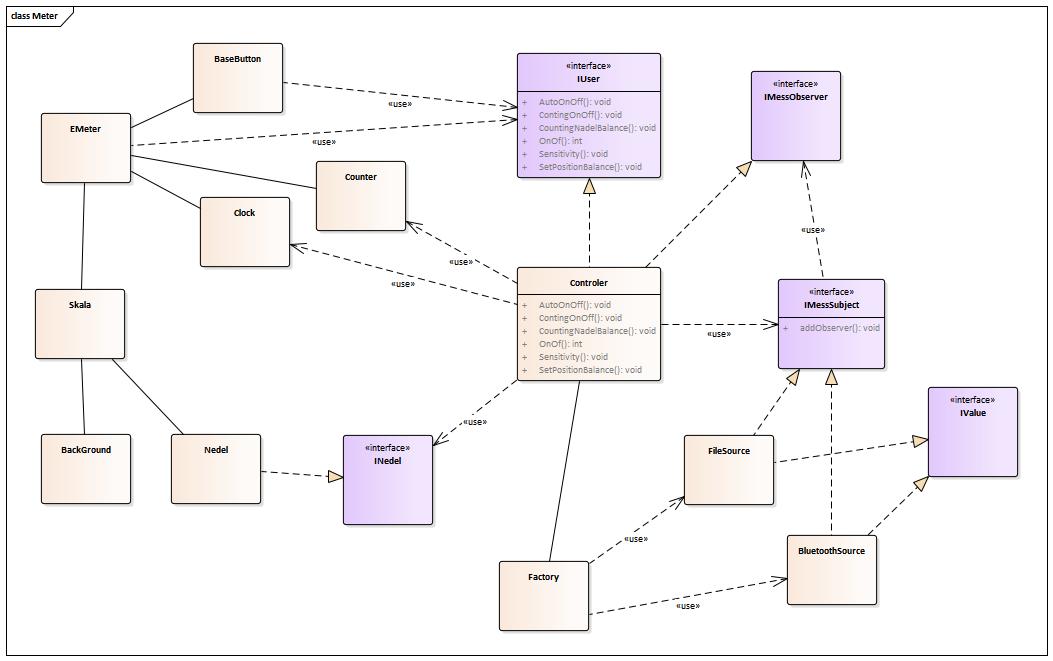 class Meter
BaseButton
«interface»
IUser
+ AutoOnOff(): void
+ ContingOnOff(): void
+ CountingNadelBalance(): void
+ OnOf(): int
+ Sensitivity(): void
+ SetPositionBalance(): void
«interface»
IMessObserver
«use»
EMeter
«use»
Counter
Clock
«use»
«use»
«use»
Controler
+ AutoOnOff(): void
+ ContingOnOff(): void
+ CountingNadelBalance(): void
+ OnOf(): int
+ Sensitivity(): void
+ SetPositionBalance(): void
«interface»
IMessSubject
+ addObserver(): void
Skala
«use»
«interface»
IValue
«use»
BackGround
Nedel
«interface»
INedel
FileSource
«use»
BluetoothSource
Factory
«use»